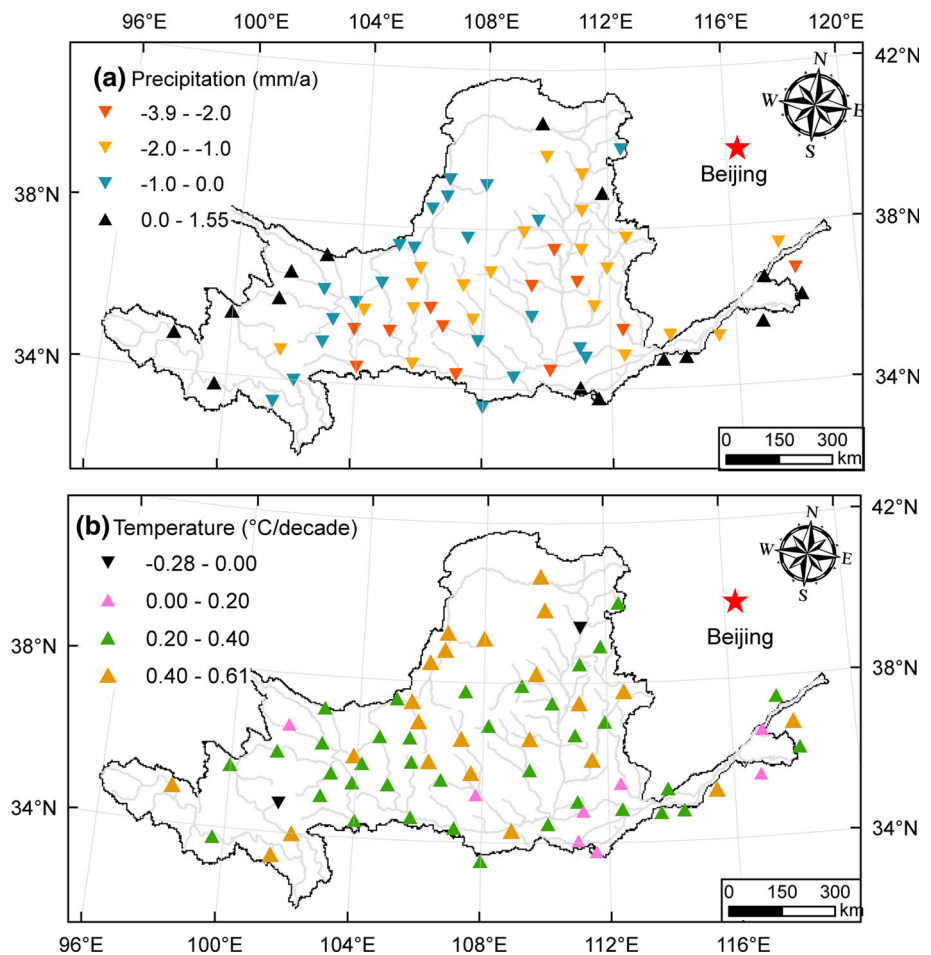 96°E 100°E 104°E 108°E 112°E 116°E 120°E
42°N
(a) Precipitation (mm/a)
-3.9 - -2.0
-2.0 - -1.0
-1.0 - 0.0
0.0 - 1.55
N
W E
S
Beijing
38°N 38°N
34°N 34°N
0 150 300
km
(b) Temperature (°C/decade)
-0.28 - 0.00
0.00 - 0.20
0.20 - 0.40
0.40 - 0.61
42°N
N
W E
S
Beijing
38°N 38°N
34°N 34°N
0 150 300
km
96°E 100°E 104°E 108°E 112°E 116°E